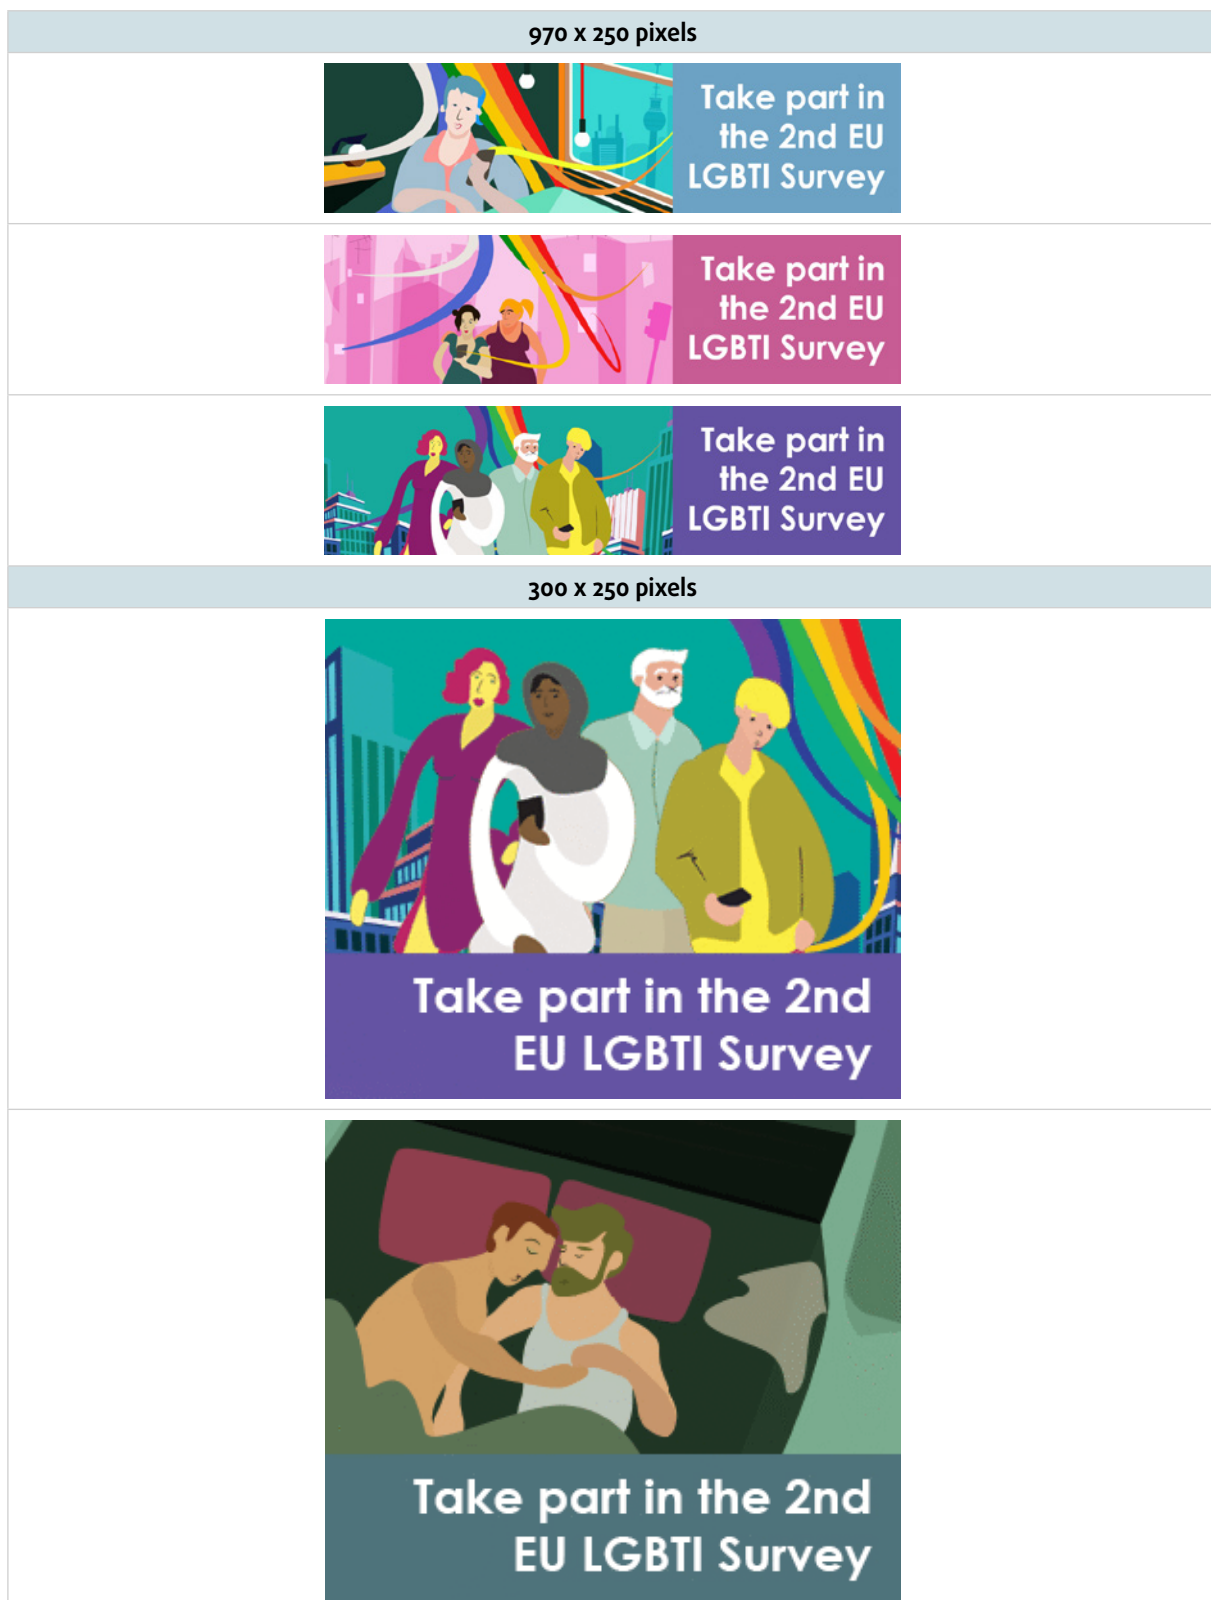 970 x 250 pixels
Take part in
the 2nd EU
LGBTI Survey
Take part in
the 2nd EU
LGBTI Survey
Take part in
the 2nd EU
LGBTI Survey
300 x 250 pixels
Take part in the 2nd
EU LGBTI Survey
Take part in the 2nd
EU LGBTI Survey